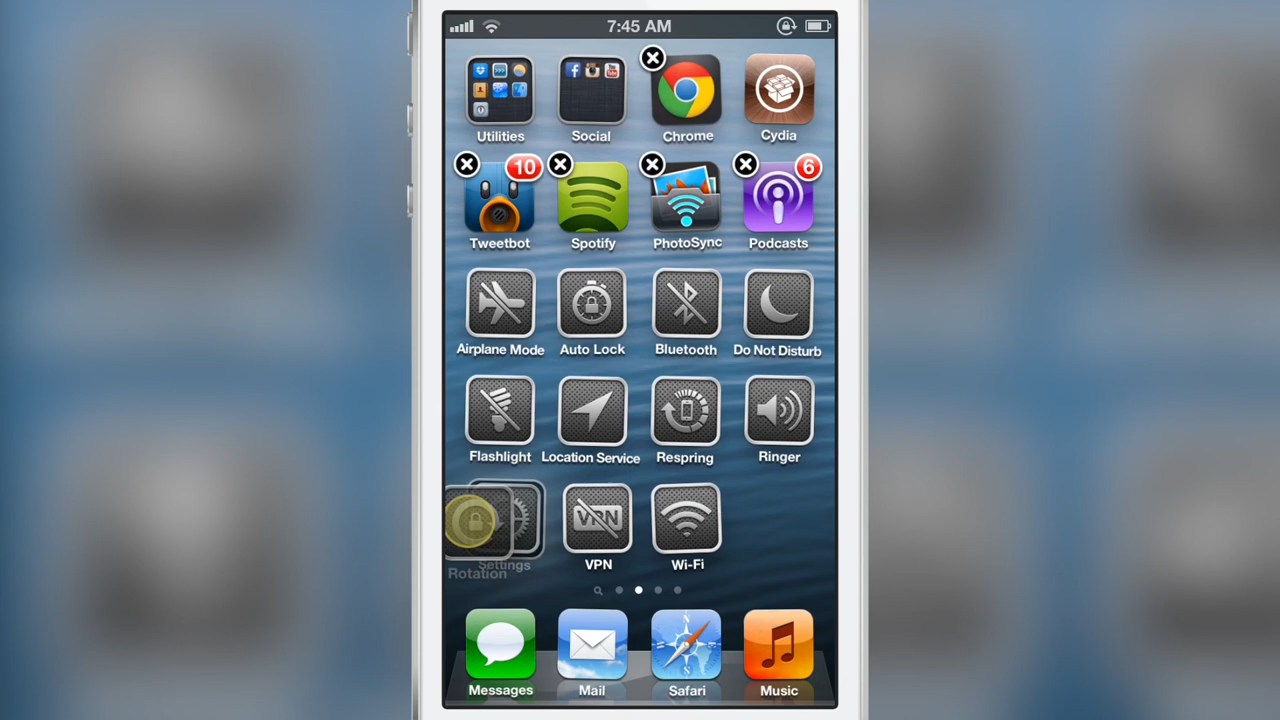 7:45 AM
Utilities
Social
Chrome
Cydia
10
6
Tweetbot
Spotify
PhotoSync
Podcasts
Airplane Mode
Auto Lock
Bluetooth
Do Not Disturb
Flashlight
Location Service
Respring
Ringer
VPN
Settings
Rotation
VPN
Wi-Fi
Messages
Mail
Safari
Music